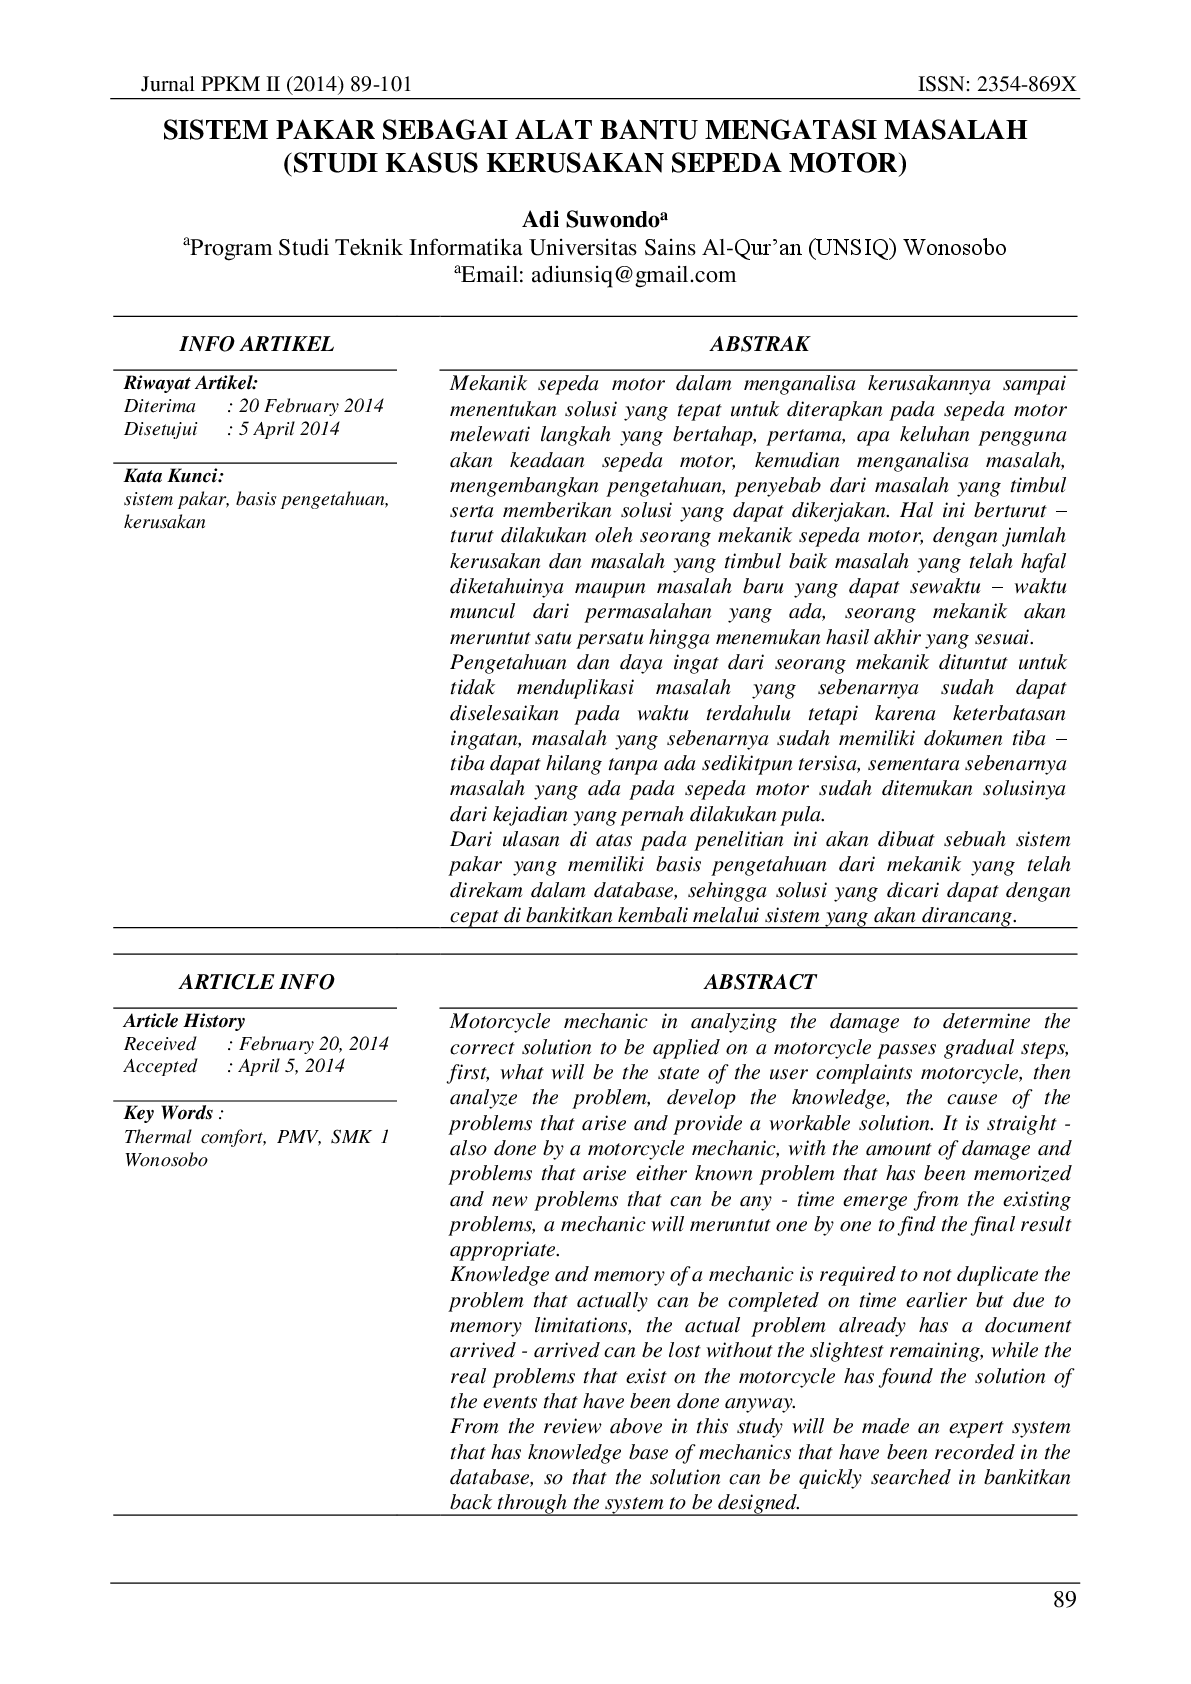 Jurnal PPKM II (2014) 89-101 ISSN: 2354-869X
SISTEM PAKAR SEBAGAI ALAT BANTU MENGATASI MASALAH
(STUDI KASUS KERUSAKAN SEPEDA MOTOR)
Adi Suwondoᵃ
ᵃProgram Studi Teknik Informatika Universitas Sains Al-Qur’an (UNSIQ) Wonosobo
ᵃEmail: adiunsiq@gmail.com
INFO ARTIKEL
Riwayat Artikel:
Diterima : 20 February 2014
Disetujui : 5 April 2014
Kata Kunci:
sistem pakar, basis pengetahuan,
kerusakan
ABSTRAK
Mekanik sepeda motor dalam menganalisa kerusakannya sampai
menentukan solusi yang tepat untuk diterapkan pada sepeda motor
melewati langkah yang bertahap, pertama, apa keluhan pengguna
akan keadaan sepeda motor, kemudian menganalisa masalah,
mengembangkan pengetahuan, penyebab dari masalah yang timbul
serta memberikan solusi yang dapat dikerjakan. Hal ini berturut –
turut dilakukan oleh seorang mekanik sepeda motor, dengan jumlah
kerusakan dan masalah yang timbul baik masalah yang telah hafal
diketahuinya maupun masalah baru yang dapat sewaktu – waktu
muncul dari permasalahan yang ada, seorang mekanik akan
meruntut satu persatu hingga menemukan hasil akhir yang sesuai.
Pengetahuan dan daya ingat dari seorang mekanik dituntut untuk
tidak menduplikasi masalah yang sebenarnya sudah dapat
diselesaikan pada waktu terdahulu tetapi karena keterbatasan
ingatan, masalah yang sebenarnya sudah memiliki dokumen tiba –
tiba dapat hilang tanpa ada sedikitpun tersisa, sementara sebenarnya
masalah yang ada pada sepeda motor sudah ditemukan solusinya
dari kejadian yang pernah dilakukan pula.
Dari ulasan di atas pada penelitian ini akan dibuat sebuah sistem
pakar yang memiliki basis pengetahuan dari mekanik yang telah
direkam dalam database, sehingga solusi yang dicari dapat dengan
cepat di bankitkan kembali melalui sistem yang akan dirancang.
ARTICLE INFO
Article History
Received : February 20, 2014
Accepted : April 5, 2014
Key Words :
Thermal comfort, PMV, SMK 1
Wonosobo
ABSTRACT
Motorcycle mechanic in analyzing the damage to determine the
correct solution to be applied on a motorcycle passes gradual steps,
first, what will be the state of the user complaints motorcycle, then
analyze the problem, develop the knowledge, the cause of the
problems that arise and provide a workable solution. It is straight -
also done by a motorcycle mechanic, with the amount of damage and
problems that arise either known problem that has been memorized
and new problems that can be any - time emerge from the existing
problems, a mechanic will meruntut one by one to find the final result
appropriate.
Knowledge and memory of a mechanic is required to not duplicate the
problem that actually can be completed on time earlier but due to
memory limitations, the actual problem already has a document
arrived - arrived can be lost without the slightest remaining, while the
real problems that exist on the motorcycle has found the solution of
the events that have been done anyway.
From the review above in this study will be made an expert system
that has knowledge base of mechanics that have been recorded in the
database, so that the solution can be quickly searched in bankitkan
back through the system to be designed.
89